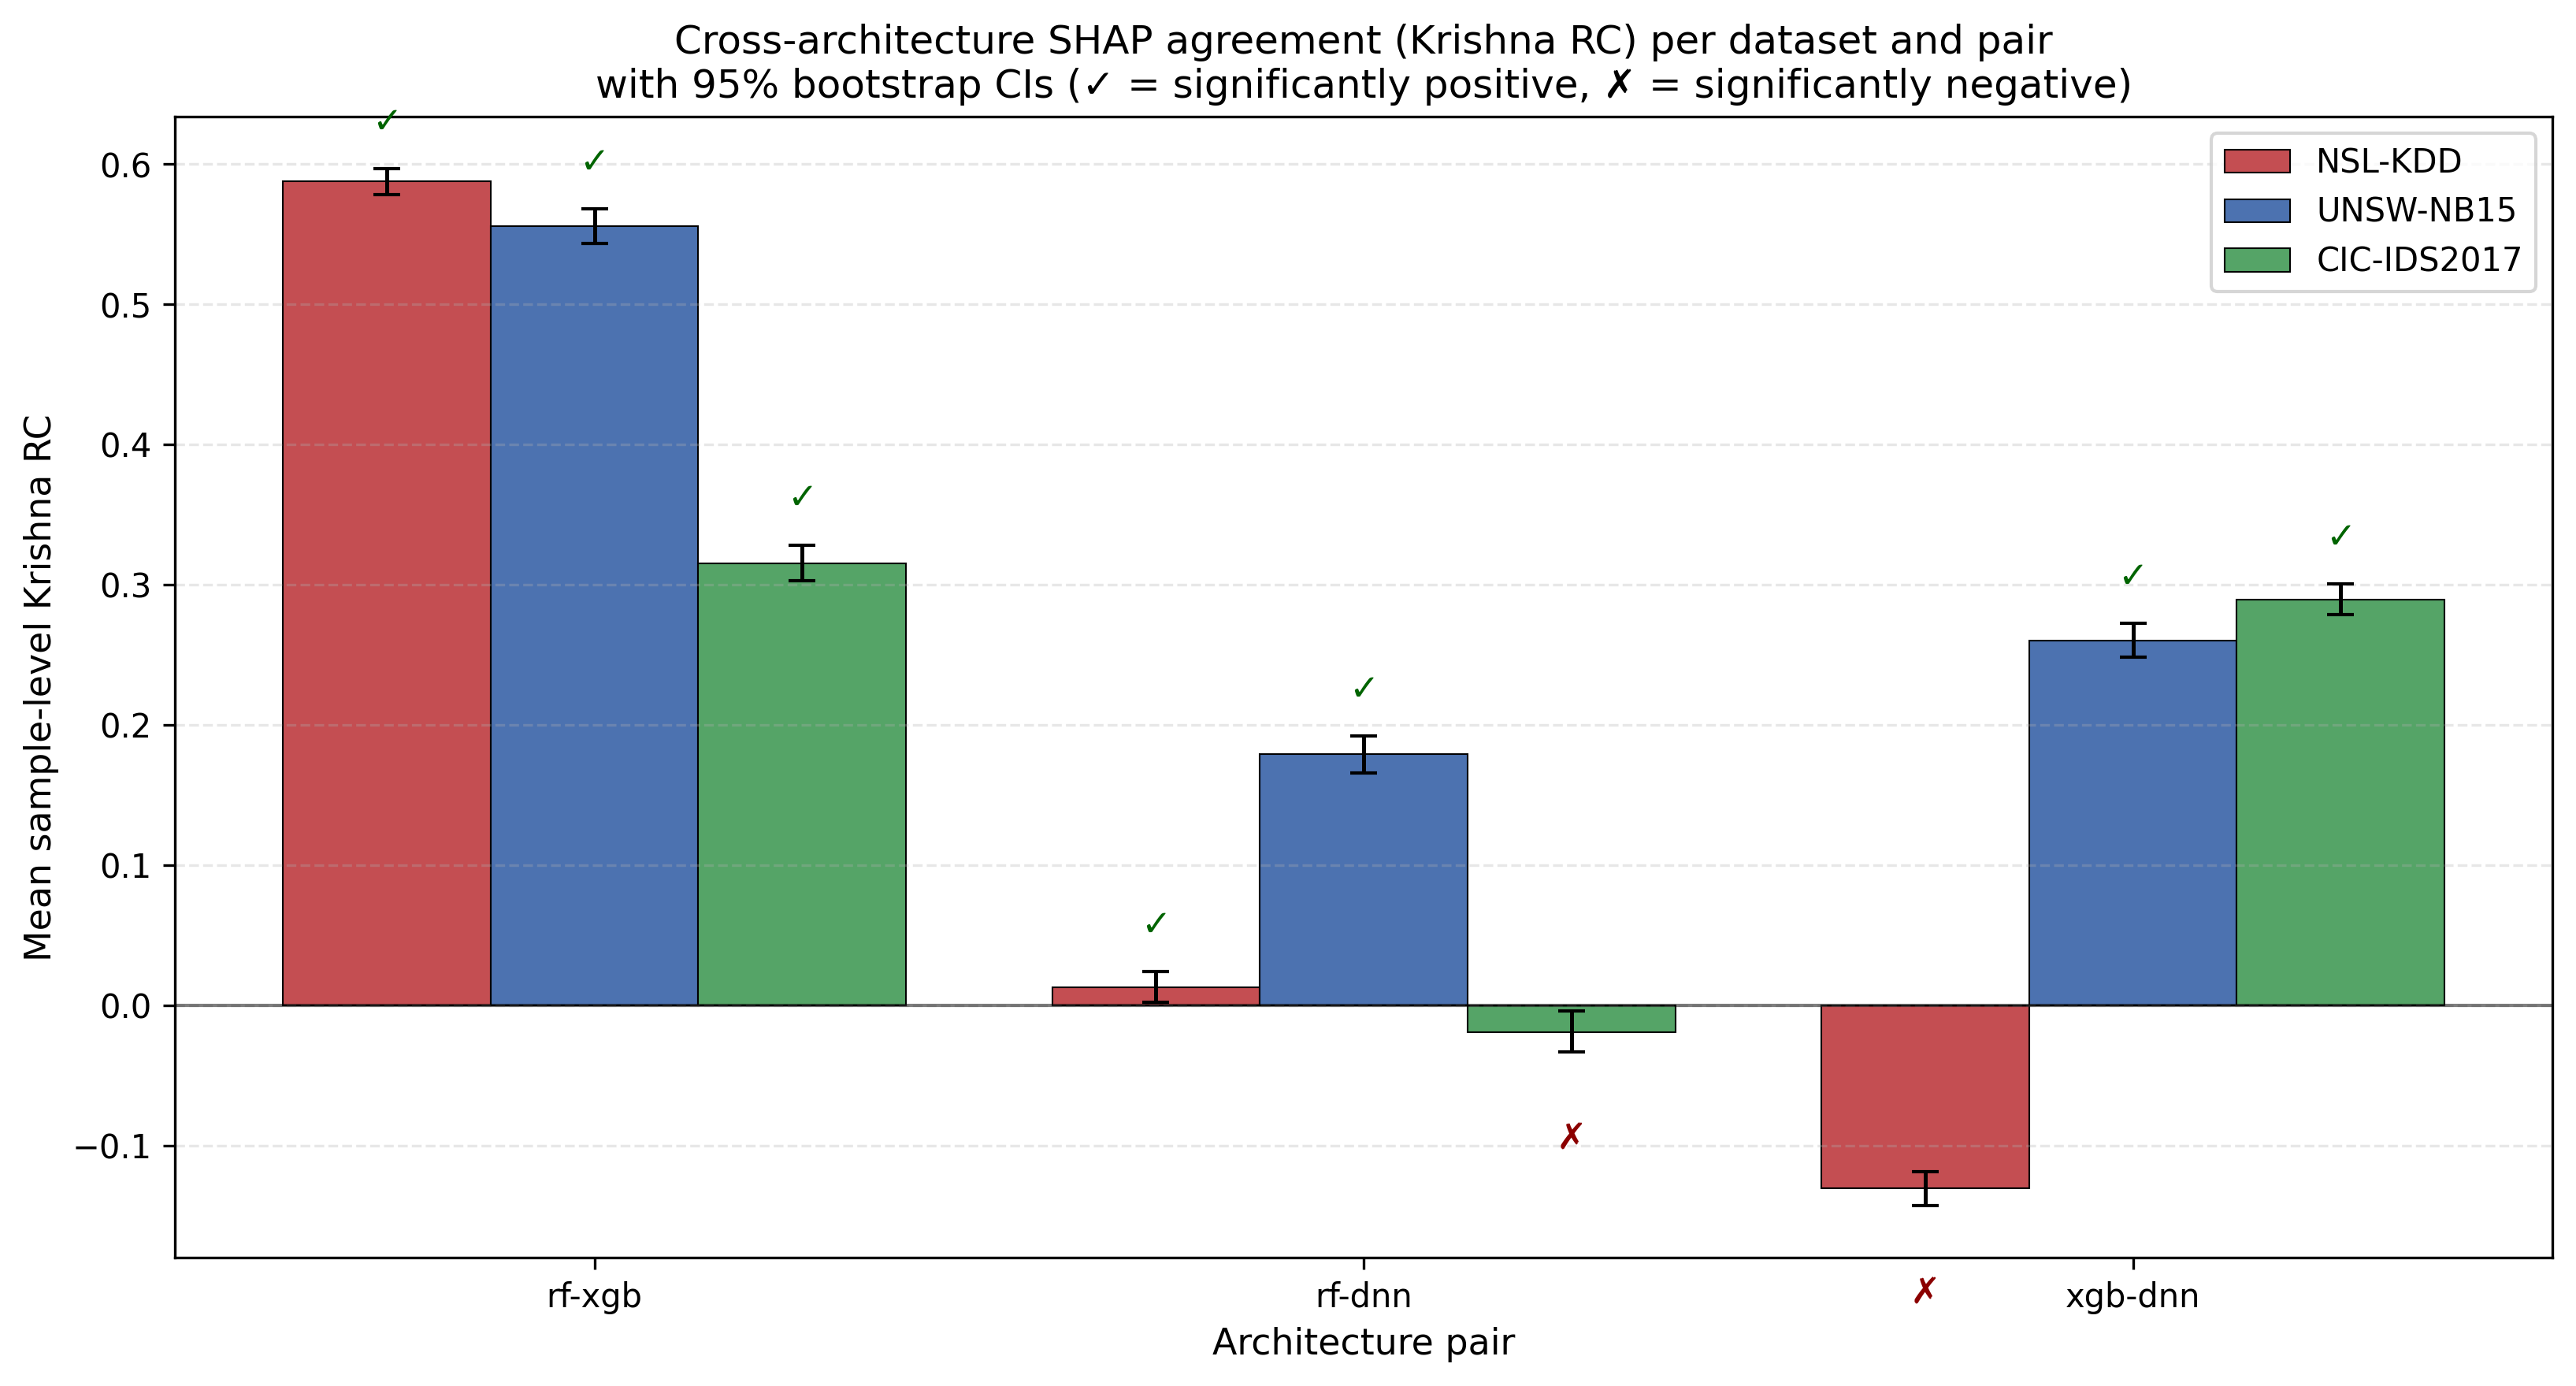 Cross-architecture SHAP agreement (Krishna RC) per dataset and pair
with 95% bootstrap CIs (✓ = significantly positive, ✗ = significantly negative)
✓
✓
✓
✓
✓
✗
✗
✓
✓
NSL-KDD
UNSW-NB15
CIC-IDS2017
Mean sample-level Krishna RC
0.6
0.5
0.4
0.3
0.2
0.1
0.0
−0.1
rf-xgb
rf-dnn
xgb-dnn
Architecture pair